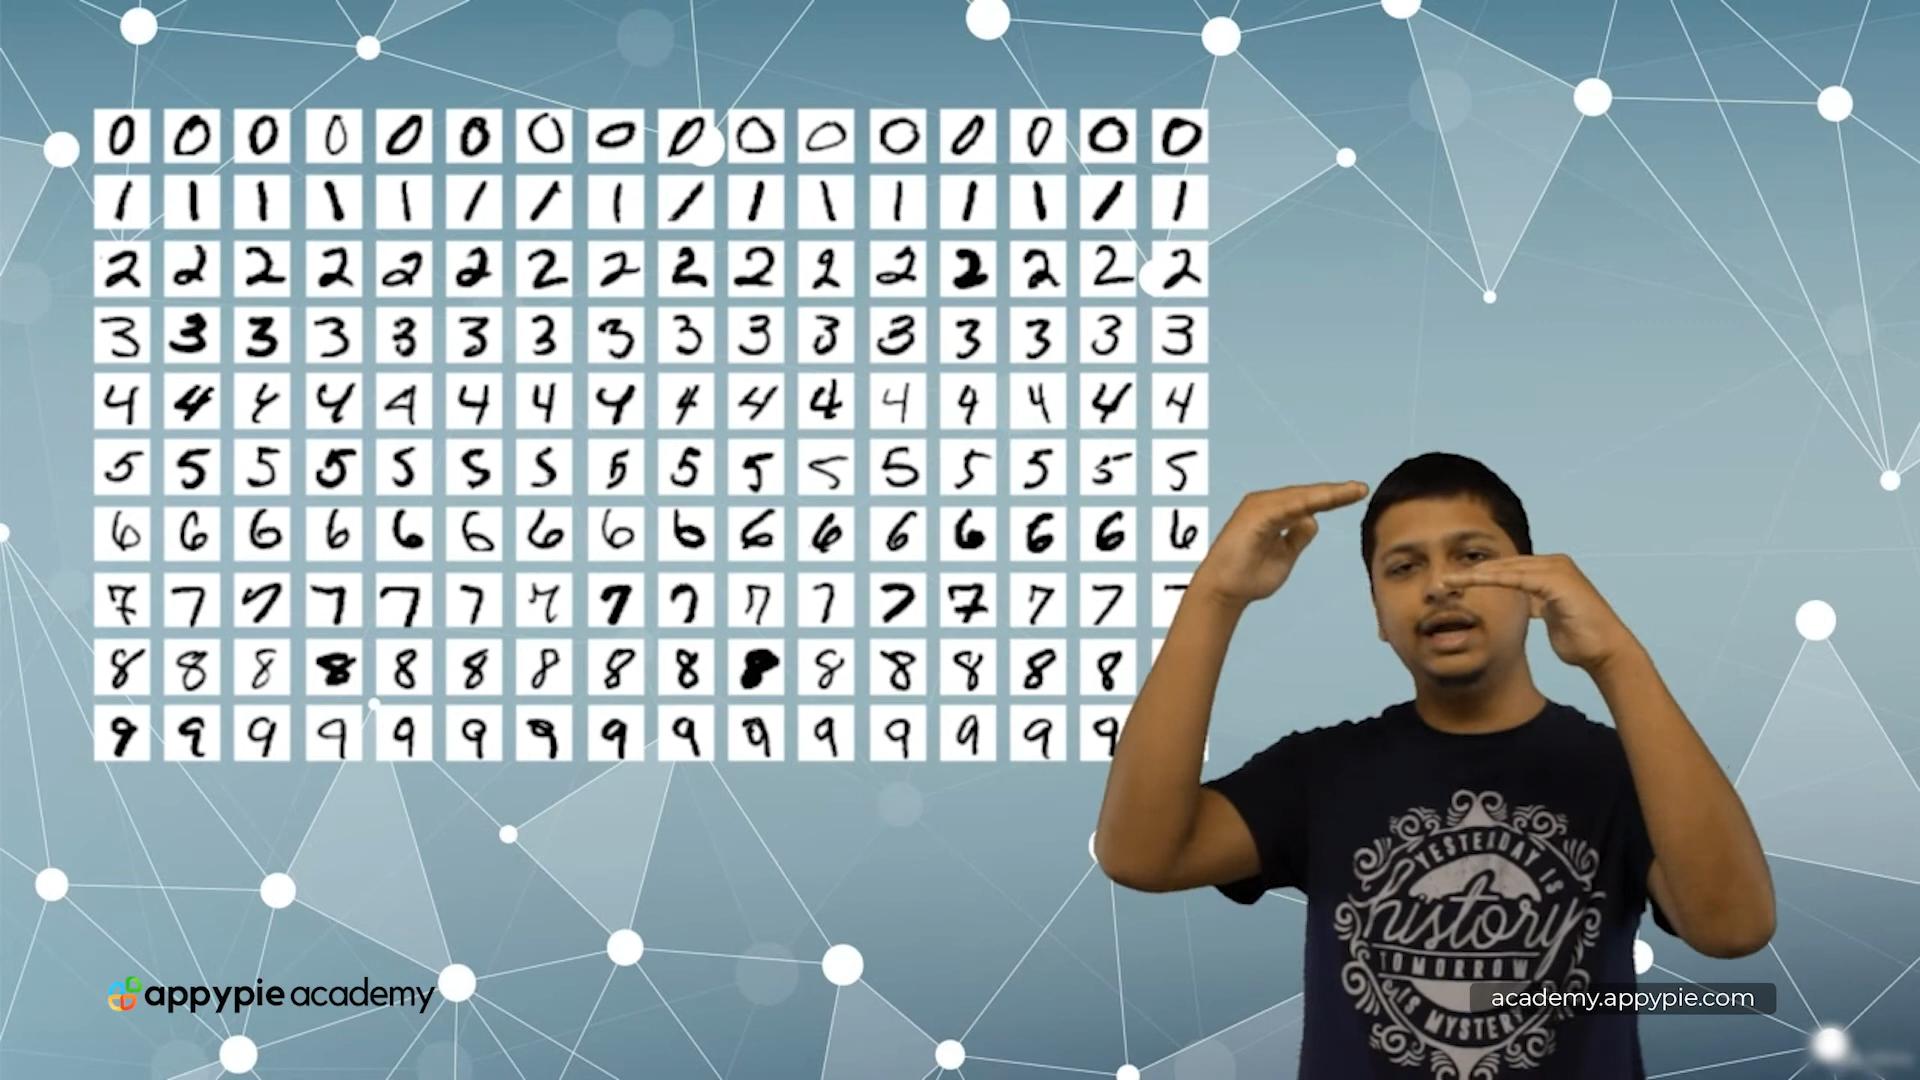 0 0 0 0 0 0 0 0 0 0 0 0 0 0 0 0
1 1 1 1 1 1 1 1 1 1 1 1 1 1 1 1
2 2 2 2 2 2 2 2 2 2 2 2 2 2 2 2
3 3 3 3 3 3 3 3 3 3 3 3 3 3 3 3
4 4 4 4 4 4 4 4 4 4 4 4 4 4 4 4
5 5 5 5 5 5 5 5 5 5 5 5 5 5 5 5
6 6 6 6 6 6 6 6 6 6 6 6 6 6 6 6
7 7 7 7 7 7 7 7 7 7 7 7 7 7 7
8 8 8 8 8 8 8 8 8 8 8 8 8 8 8
9 9 9 9 9 9 9 9 9 9 9 9 9 9 9
YESTERDAY IS
history
TOMORROW
IS MYSTERY
appypie academy
academy.appypie.com